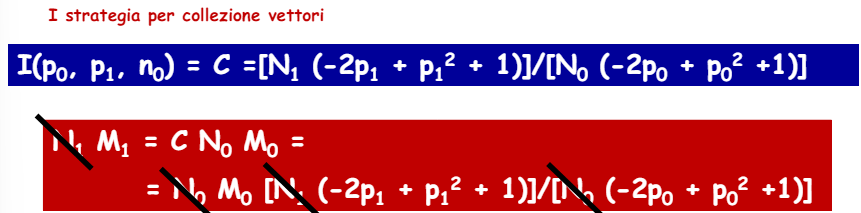 I strategia per collezione vettori
I(p₀, p₁, n₀) = C =[N₁ (-2p₁ + p₁² + 1)]/[N₀ (-2p₀ + p₀² +1)]
N₁ M₁ = C N₀ M₀ =
= N₀ M₀ [N₁ (-2p₁ + p₁² + 1)]/[N₀ (-2p₀ + p₀² +1)]